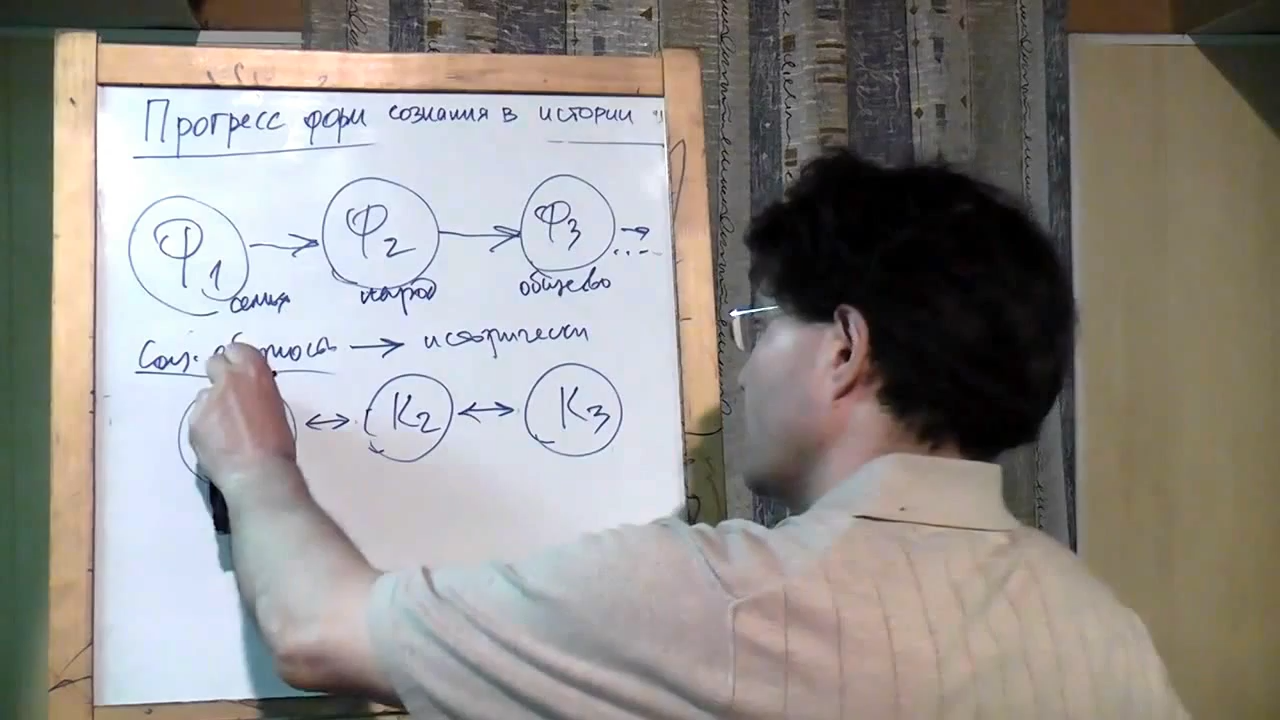 Прогресс форм сознания в истории
Ф1 → Ф2 → Ф3 → ...
семья народ общество
Соц. → исторически
↔ К2 ↔ К3